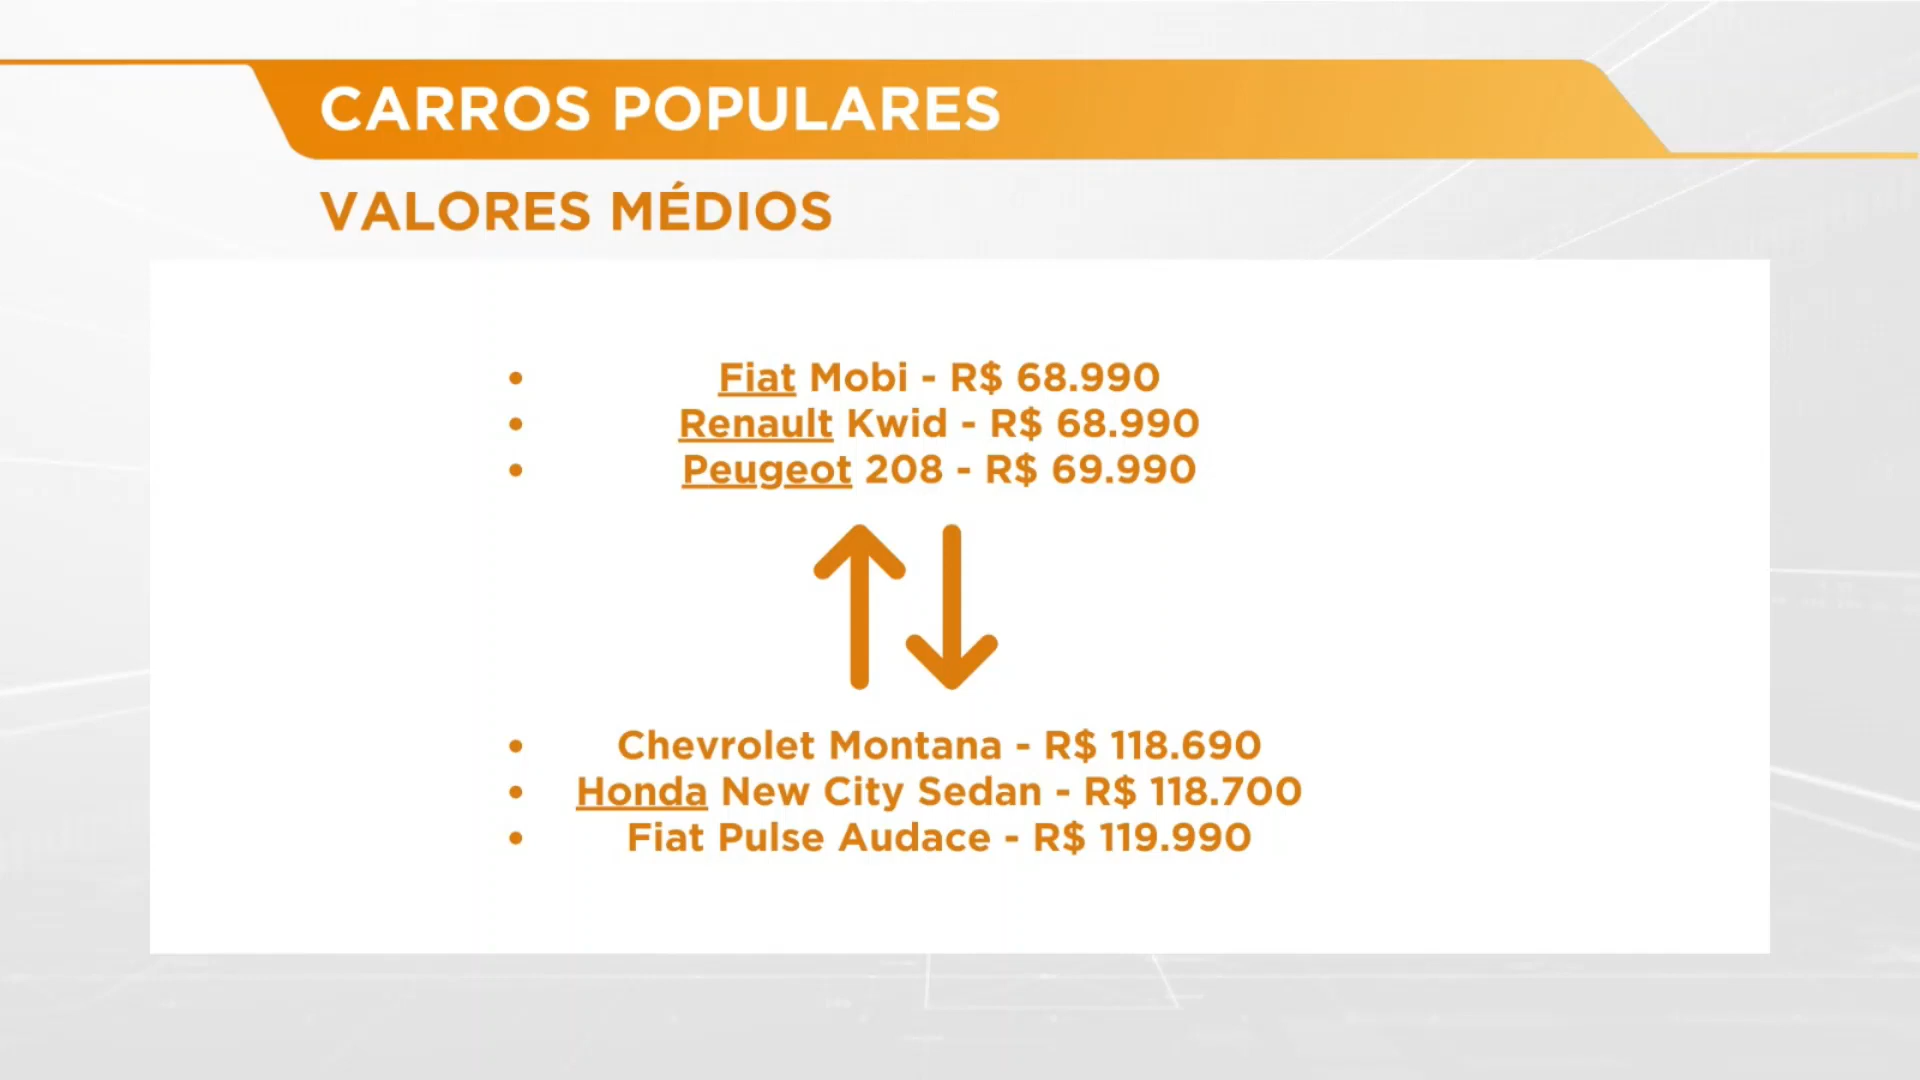 CARROS POPULARES
VALORES MÉDIOS
• Fiat Mobi - R$ 68.990
• Renault Kwid - R$ 68.990
• Peugeot 208 - R$ 69.990
• Chevrolet Montana - R$ 118.690
• Honda New City Sedan - R$ 118.700
• Fiat Pulse Audace - R$ 119.990